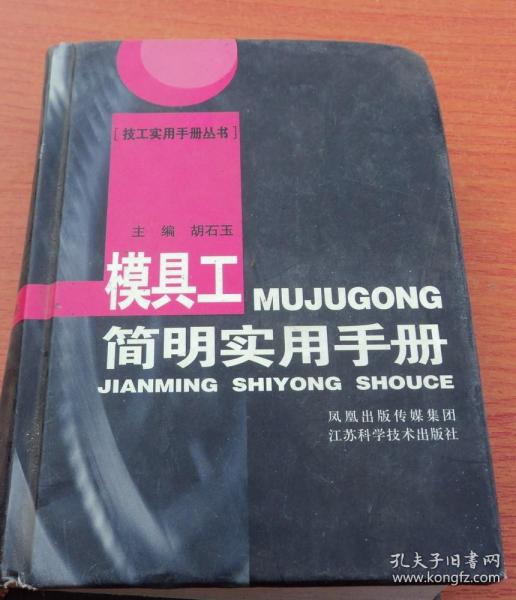 [技工实用手册丛书]
主 编 胡石玉
模具工 MUJUGONG
简明实用手册
JIANMING SHIYONG SHOUCE
凤凰出版传媒集团
江苏科学技术出版社
孔夫子旧书网
www.kongfz.com